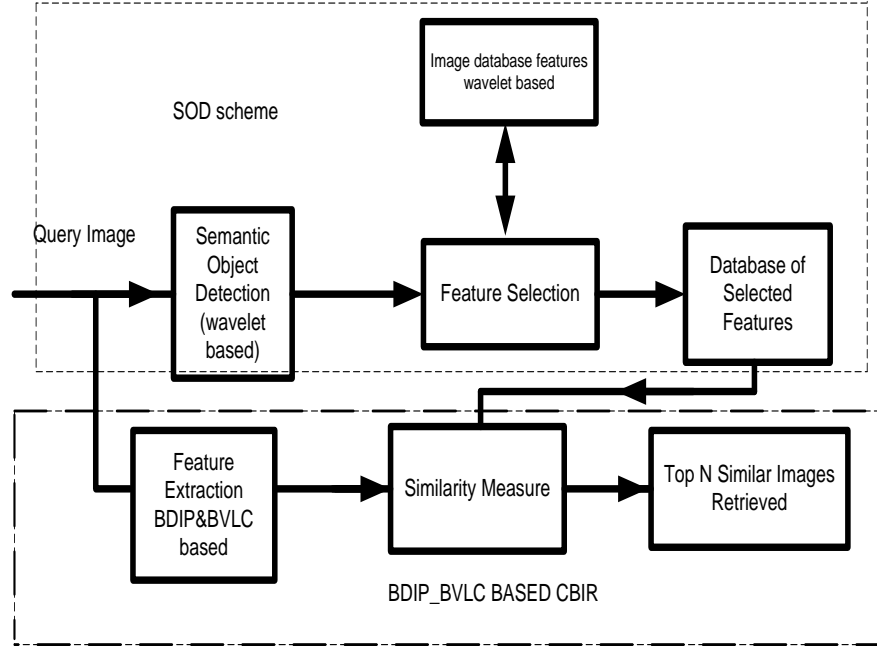 Image database features
wavelet based
SOD scheme
Query Image
Semantic
Object
Detection
(wavelet
based)
Feature Selection
Database of
Selected
Features
Feature
Extraction
BDIP&BVLC
based
Similarity Measure
Top N Similar Images
Retrieved
BDIP_BVLC BASED CBIR